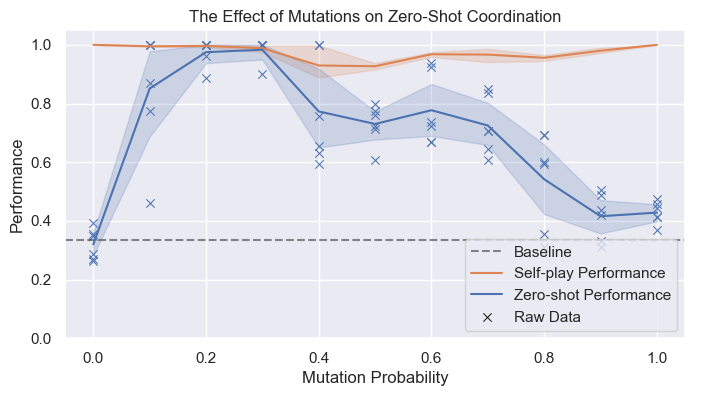 The Effect of Mutations on Zero-Shot Coordination
Performance
1.0
0.8
0.6
0.4
0.2
0.0
Baseline
Self-play Performance
Zero-shot Performance
Raw Data
0.0 0.2 0.4 0.6 0.8 1.0
Mutation Probability